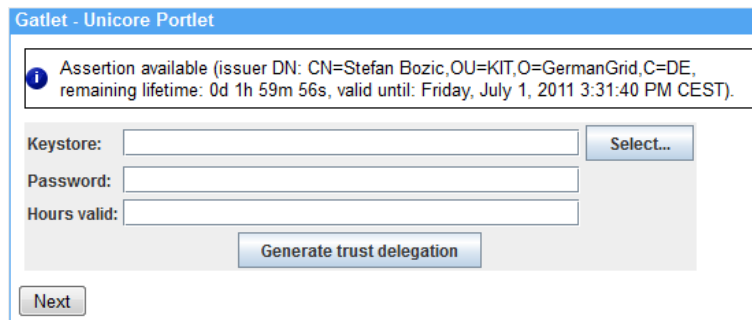 Gatlet - Unicore Portlet
Assertion available (issuer DN: CN=Stefan Bozic,OU=KIT,O=GermanGrid,C=DE,
remaining lifetime: 0d 1h 59m 56s, valid until: Friday, July 1, 2011 3:31:40 PM CEST).
Keystore:
Select...
Password:
Hours valid:
Generate trust delegation
Next